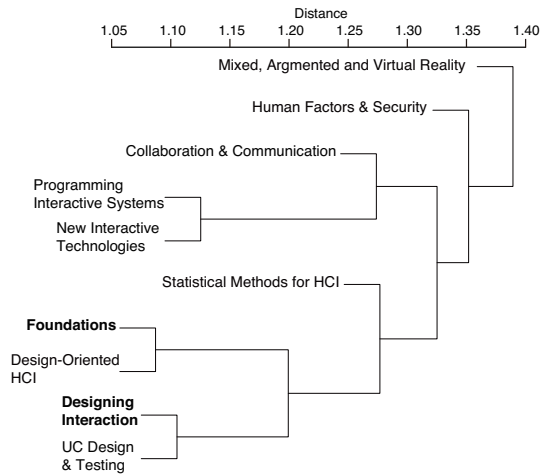 Distance
1.05 1.10 1.15 1.20 1.25 1.30 1.35 1.40
Mixed, Argmented and Virtual Reality
Human Factors & Security
Collaboration & Communication
Programming
Interactive Systems
New Interactive
Technologies
Statistical Methods for HCI
Foundations
Design-Oriented
HCI
Designing
Interaction
UC Design
& Testing